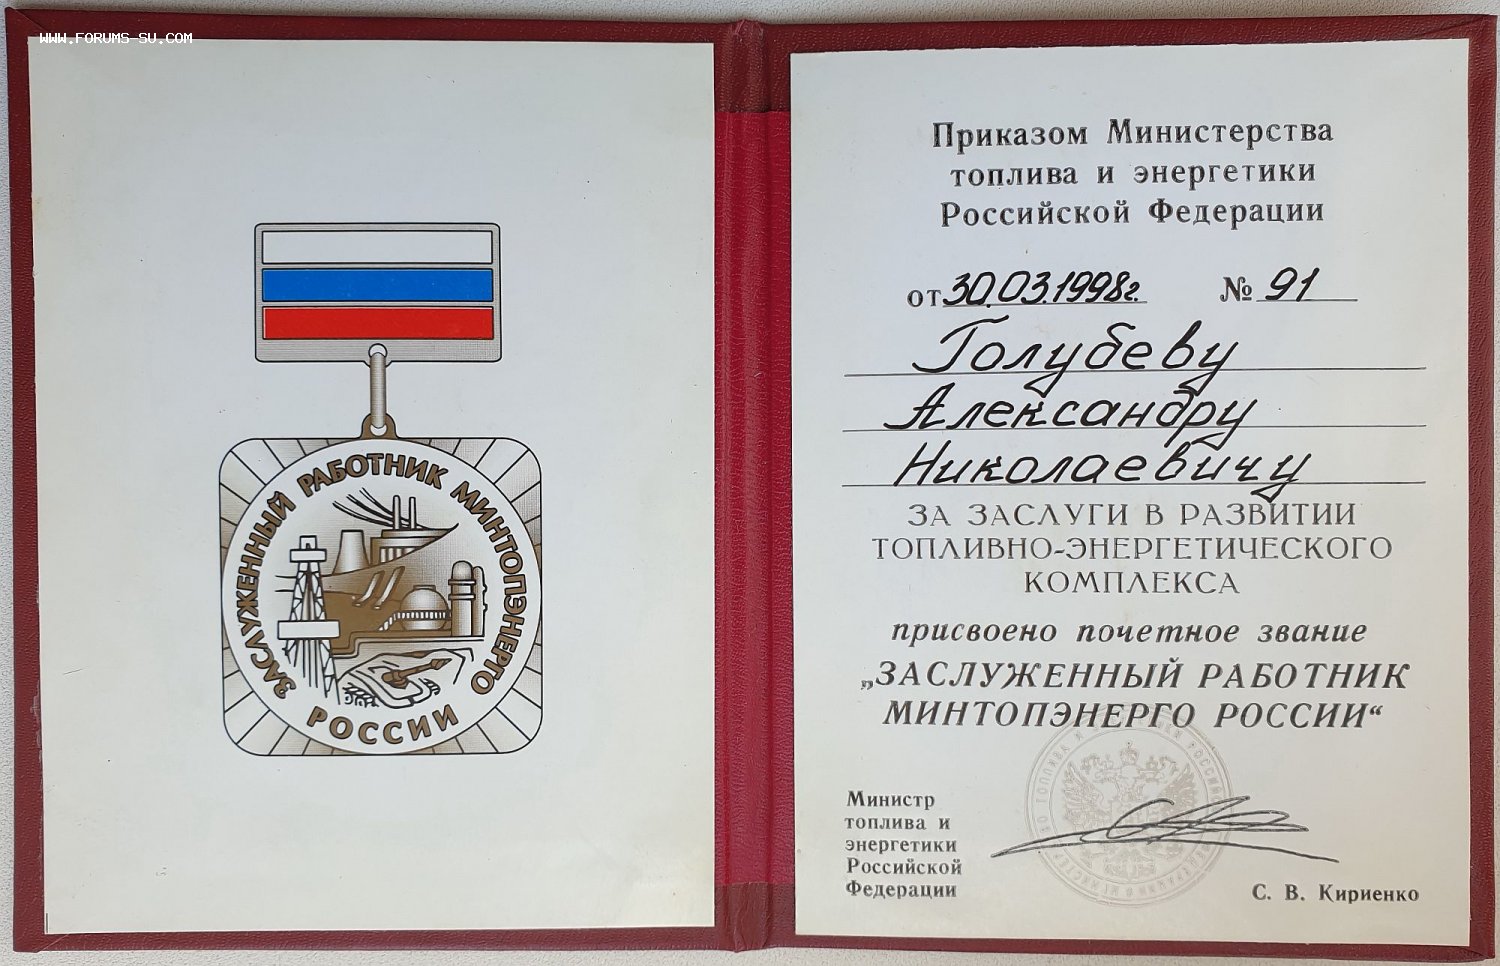 WWW.FORUMS-SU.COM
ЗАСЛУЖЕННЫЙ РАБОТНИК МИНТОПЭНЕРГО
РОССИИ
Приказом Министерства
топлива и энергетики
Российской Федерации
от 30.03.1998г. № 91
Голубеву
Александру
Николаевичу
ЗА ЗАСЛУГИ В РАЗВИТИИ
ТОПЛИВНО-ЭНЕРГЕТИЧЕСКОГО
КОМПЛЕКСА
присвоено почетное звание
„ЗАСЛУЖЕННЫЙ РАБОТНИК
МИНТОПЭНЕРГО РОССИИ“
Министр
топлива и
энергетики
Российской
Федерации
С. В. Кириенко